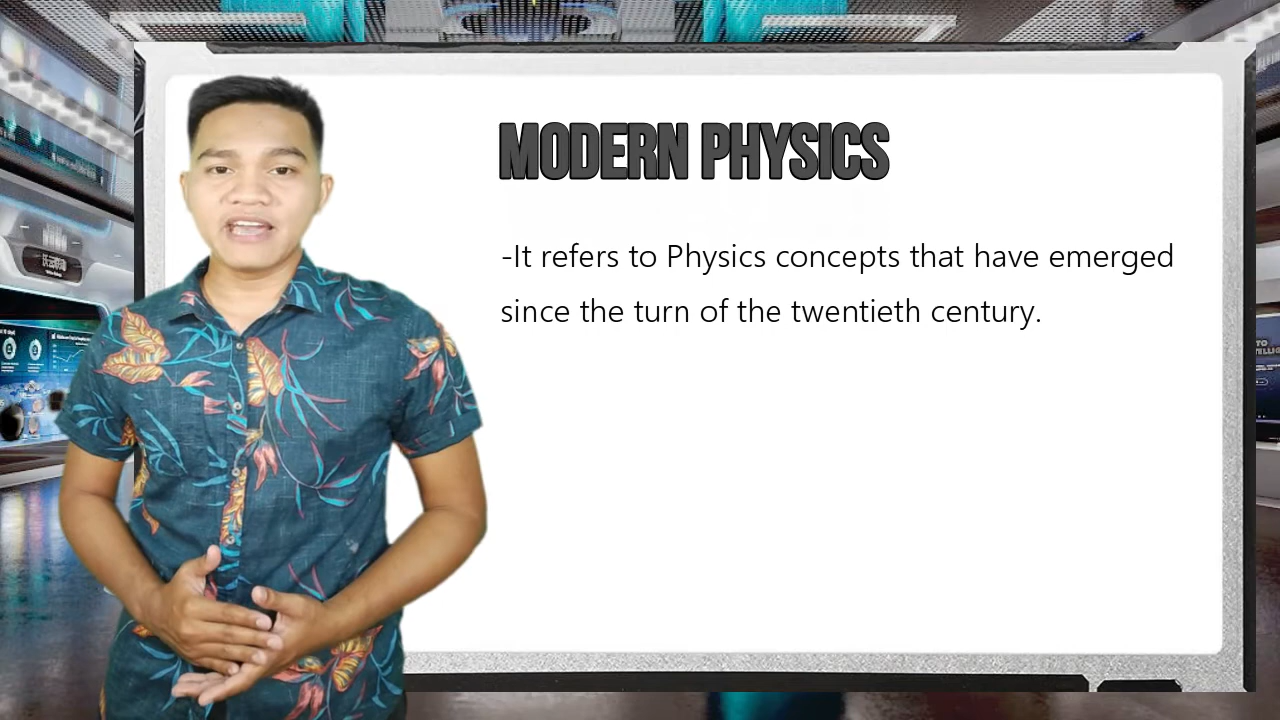 MODERN PHYSICS
-It refers to Physics concepts that have emerged
since the turn of the twentieth century.